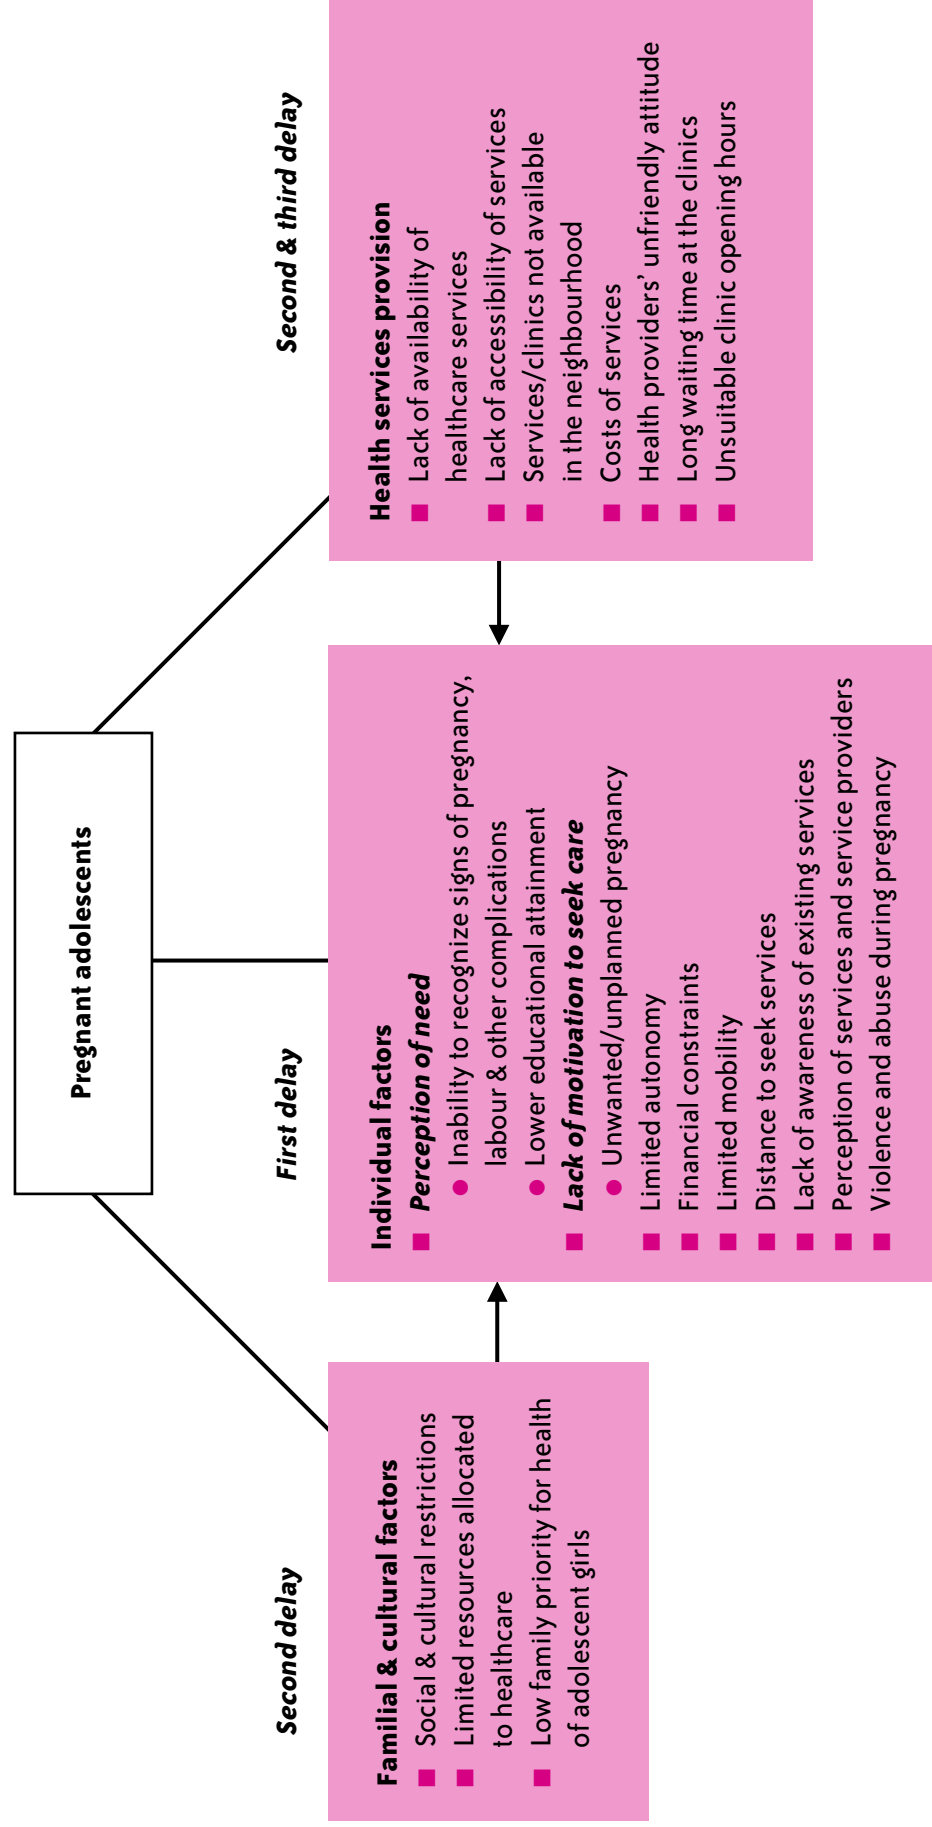 Pregnant adolescents
Second delay
First delay
Second & third delay
Familial & cultural factors
■ Social & cultural restrictions
■ Limited resources allocated
to healthcare
■ Low family priority for health
of adolescent girls
Individual factors
■ Perception of need
● Inability to recognize signs of pregnancy,
labour & other complications
● Lower educational attainment
■ Lack of motivation to seek care
● Unwanted/unplanned pregnancy
■ Limited autonomy
■ Financial constraints
■ Limited mobility
■ Distance to seek services
■ Lack of awareness of existing services
■ Perception of services and service providers
■ Violence and abuse during pregnancy
Health services provision
■ Lack of availability of
healthcare services
■ Lack of accessibility of services
■ Services/clinics not available
in the neighbourhood
■ Costs of services
■ Health providers’ unfriendly attitude
■ Long waiting time at the clinics
■ Unsuitable clinic opening hours